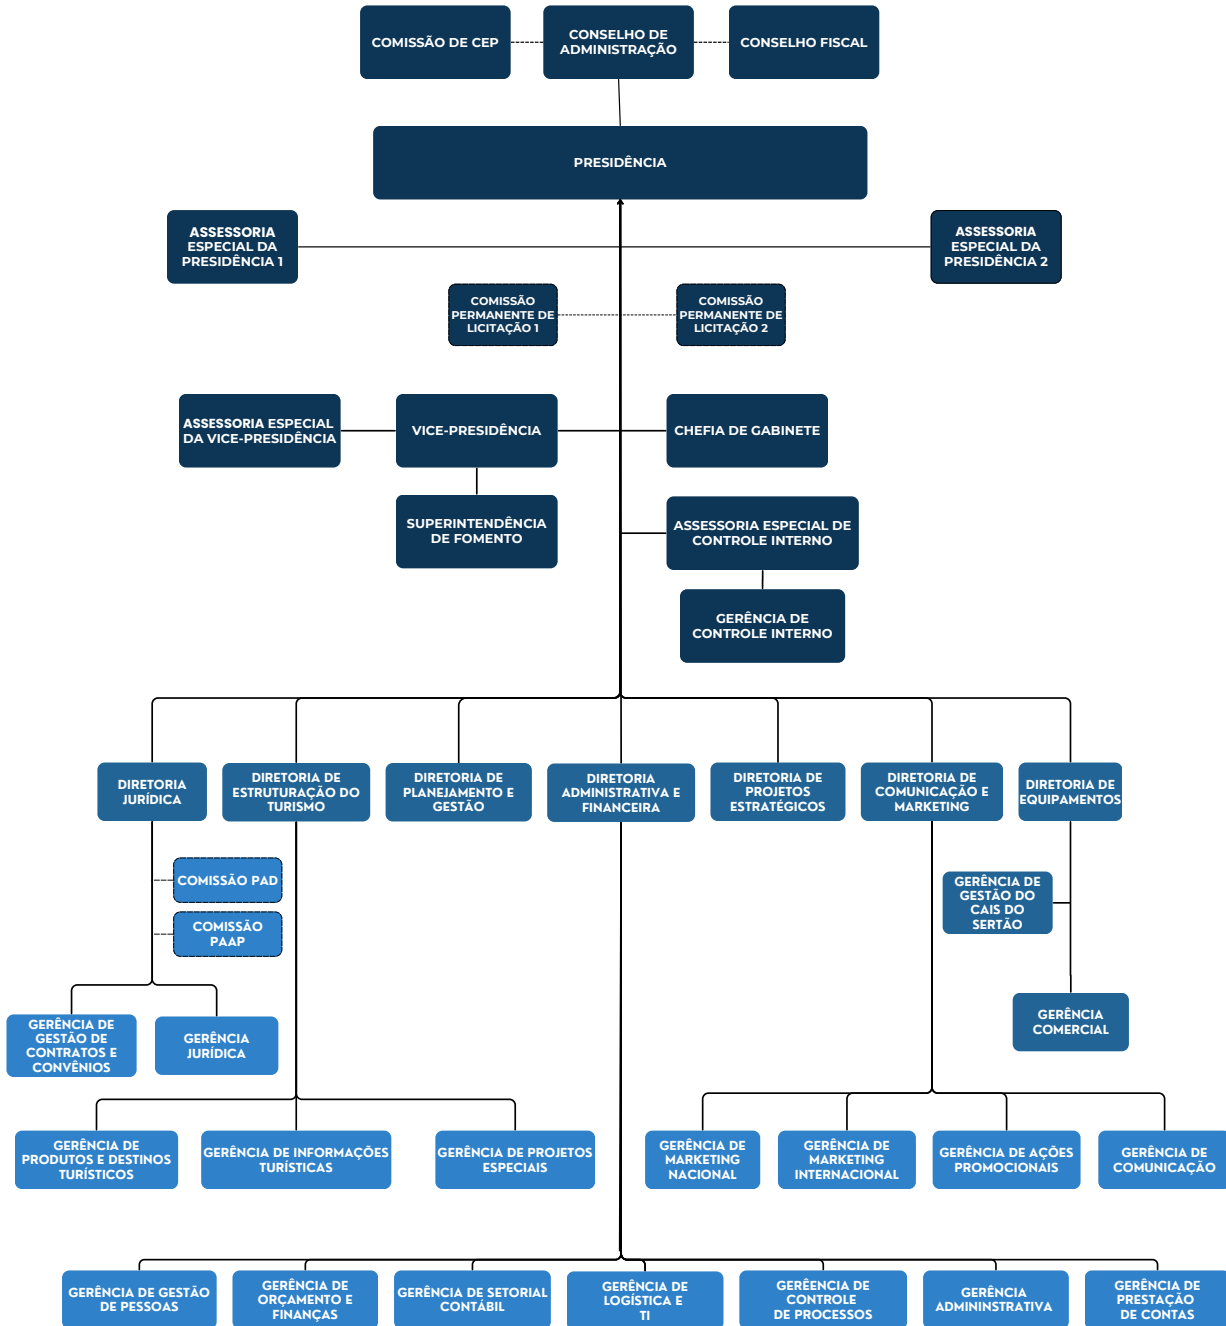 COMISSÃO DE CEP
CONSELHO DE
ADMINISTRAÇÃO
CONSELHO FISCAL
PRESIDÊNCIA
ASSESSORIA
ESPECIAL DA
PRESIDÊNCIA 1
ASSESSORIA
ESPECIAL DA
PRESIDÊNCIA 2
COMISSÃO
PERMANENTE DE
LICITAÇÃO 1
COMISSÃO
PERMANENTE DE
LICITAÇÃO 2
ASSESSORIA ESPECIAL
DA VICE-PRESIDÊNCIA
VICE-PRESIDÊNCIA
CHEFIA DE GABINETE
SUPERINTENDÊNCIA
DE FOMENTO
ASSESSORIA ESPECIAL DE
CONTROLE INTERNO
GERÊNCIA DE
CONTROLE INTERNO
DIRETORIA
JURÍDICA
DIRETORIA DE
ESTRUTURAÇÃO DO
TURISMO
DIRETORIA DE
PLANEJAMENTO E
GESTÃO
DIRETORIA
ADMINISTRATIVA E
FINANCEIRA
DIRETORIA DE
PROJETOS
ESTRATÉGICOS
DIRETORIA DE
COMUNICAÇÃO E
MARKETING
DIRETORIA DE
EQUIPAMENTOS
COMISSÃO PAD
COMISSÃO
PAAP
GERÊNCIA DE
GESTÃO DO
CAIS DO
SERTÃO
GERÊNCIA DE
GESTÃO DE
CONTRATOS E
CONVÊNIOS
GERÊNCIA
JURÍDICA
GERÊNCIA
COMERCIAL
GERÊNCIA DE
PRODUTOS E DESTINOS
TURÍSTICOS
GERÊNCIA DE INFORMAÇÕES
TURÍSTICAS
GERÊNCIA DE PROJETOS
ESPECIAIS
GERÊNCIA DE
MARKETING
NACIONAL
GERÊNCIA DE
MARKETING
INTERNACIONAL
GERÊNCIA DE AÇÕES
PROMOCIONAIS
GERÊNCIA DE
COMUNICAÇÃO
GERÊNCIA DE GESTÃO
DE PESSOAS
GERÊNCIA DE
ORÇAMENTO E
FINANÇAS
GERÊNCIA DE SETORIAL
CONTÁBIL
GERÊNCIA DE
LOGÍSTICA E
TI
GERÊENCIA DE
CONTROLE
DE PROCESSOS
GERÊNCIA
ADMININSTRATIVA
GERÊNCIA DE
PRESTAÇÃO
DE CONTAS